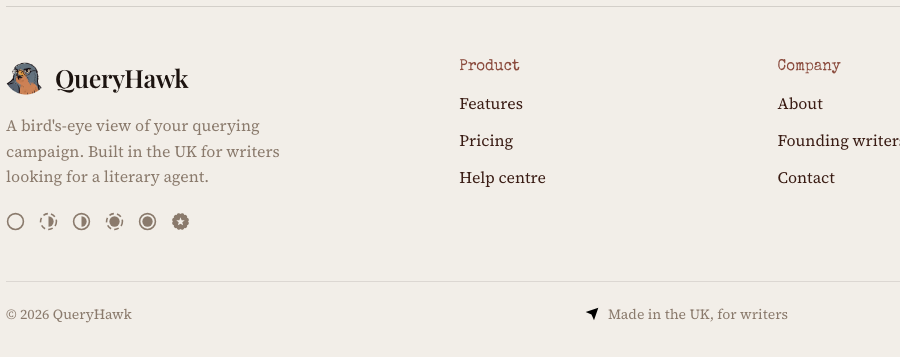 QueryHawk
A bird's-eye view of your querying
campaign. Built in the UK for writers
looking for a literary agent.
Product
Features
Pricing
Help centre
Company
About
Founding writers
Contact
© 2026 QueryHawk
Made in the UK, for writers